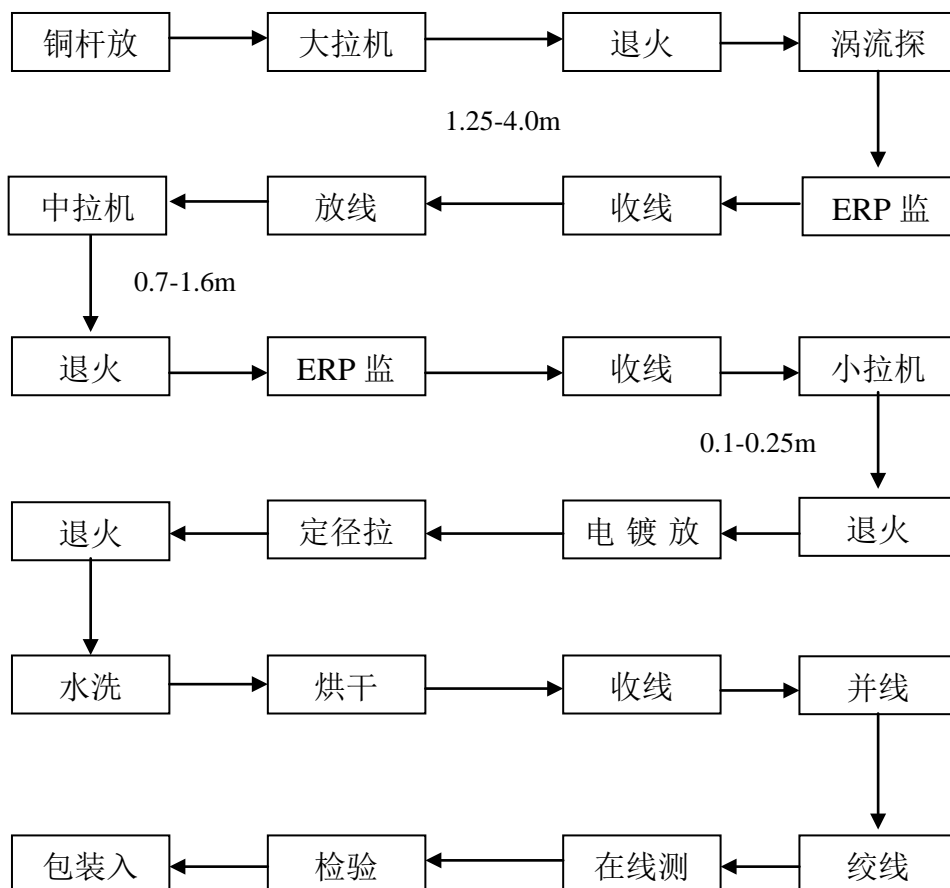 铜杆放
大拉机
退火
涡流探
1.25-4.0m
中拉机
放线
收线
ERP 监
0.7-1.6m
退火
ERP 监
收线
小拉机
0.1-0.25m
退火
定径拉
电 镀 放
退火
水洗
烘干
收线
并线
包装入
检验
在线测
绞线